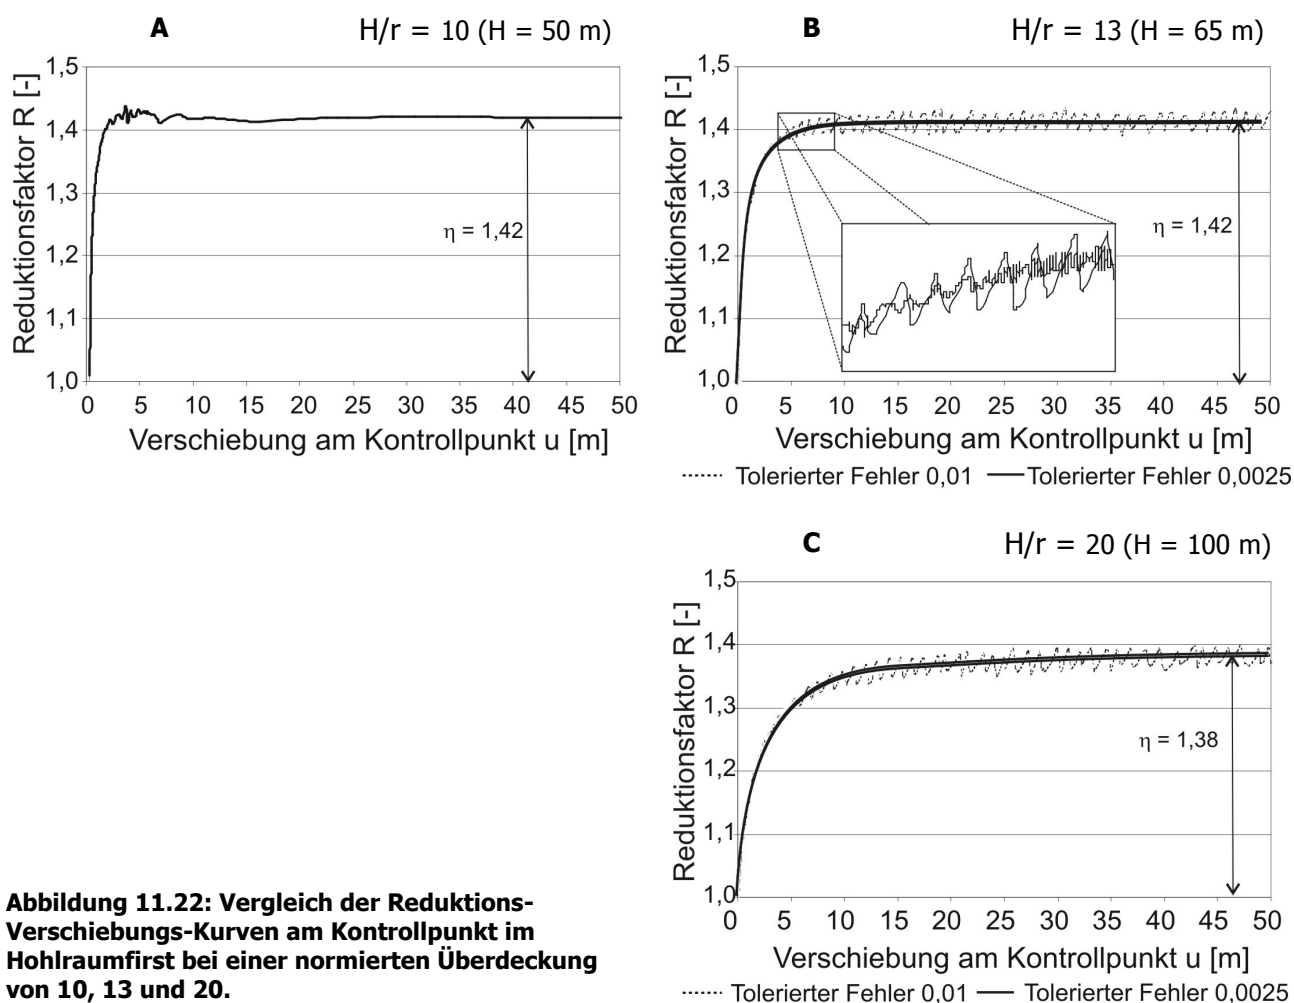 A H/r = 10 (H = 50 m)
Reduktionsfaktor R [-]
1,5
1,4
1,3
1,2
1,1
1,0
η = 1,42
0 5 10 15 20 25 30 35 40 45 50
Verschiebung am Kontrollpunkt u [m]
B H/r = 13 (H = 65 m)
Reduktionsfaktor R [-]
1,5
1,4
1,3
1,2
1,1
1,0
η = 1,42
0 5 10 15 20 25 30 35 40 45 50
Verschiebung am Kontrollpunkt u [m]
Tolerierter Fehler 0,01 Tolerierter Fehler 0,0025
C H/r = 20 (H = 100 m)
Reduktionsfaktor R [-]
1,5
1,4
1,3
1,2
1,1
1,0
η = 1,38
0 5 10 15 20 25 30 35 40 45 50
Verschiebung am Kontrollpunkt u [m]
Tolerierter Fehler 0,01 Tolerierter Fehler 0,0025
Abbildung 11.22: Vergleich der Reduktions-
Verschiebungs-Kurven am Kontrollpunkt im
Hohlraumfirst bei einer normierten Überdeckung
von 10, 13 und 20.